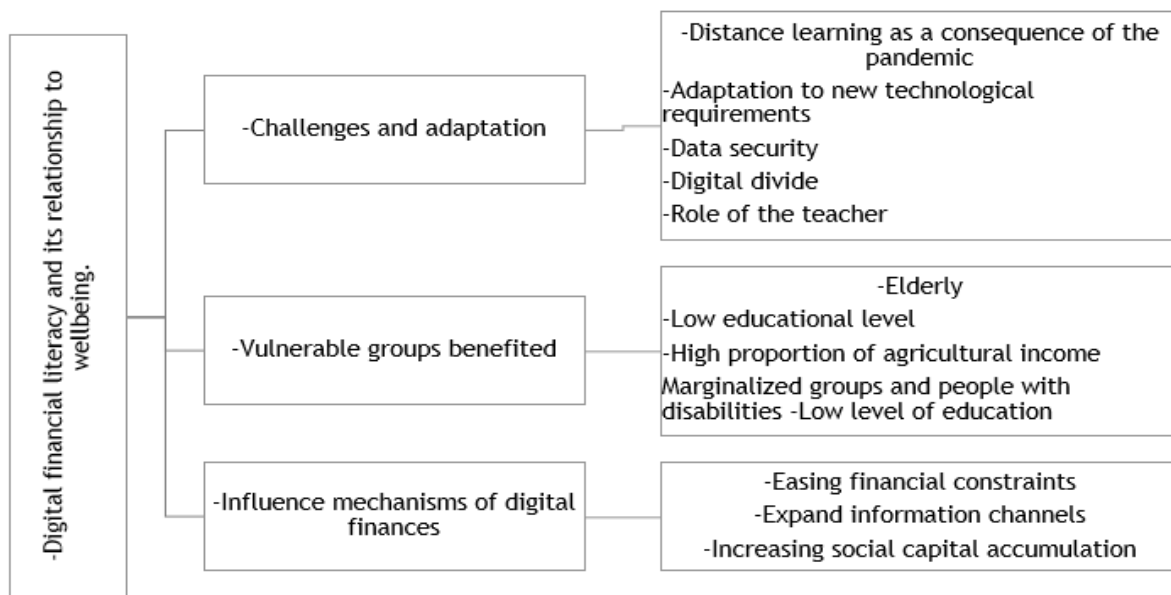 -Digital financial literacy and its relationship to
wellbeing.
-Challenges and adaptation
-Distance learning as a consequence of the
pandemic
-Adaptation to new technological
requirements
-Data security
-Digital divide
-Role of the teacher
-Vulnerable groups benefited
-Elderly
-Low educational level
-High proportion of agricultural income
Marginalized groups and people with
disabilities -Low level of education
-Influence mechanisms of digital
finances
-Easing financial constraints
-Expand information channels
-Increasing social capital accumulation